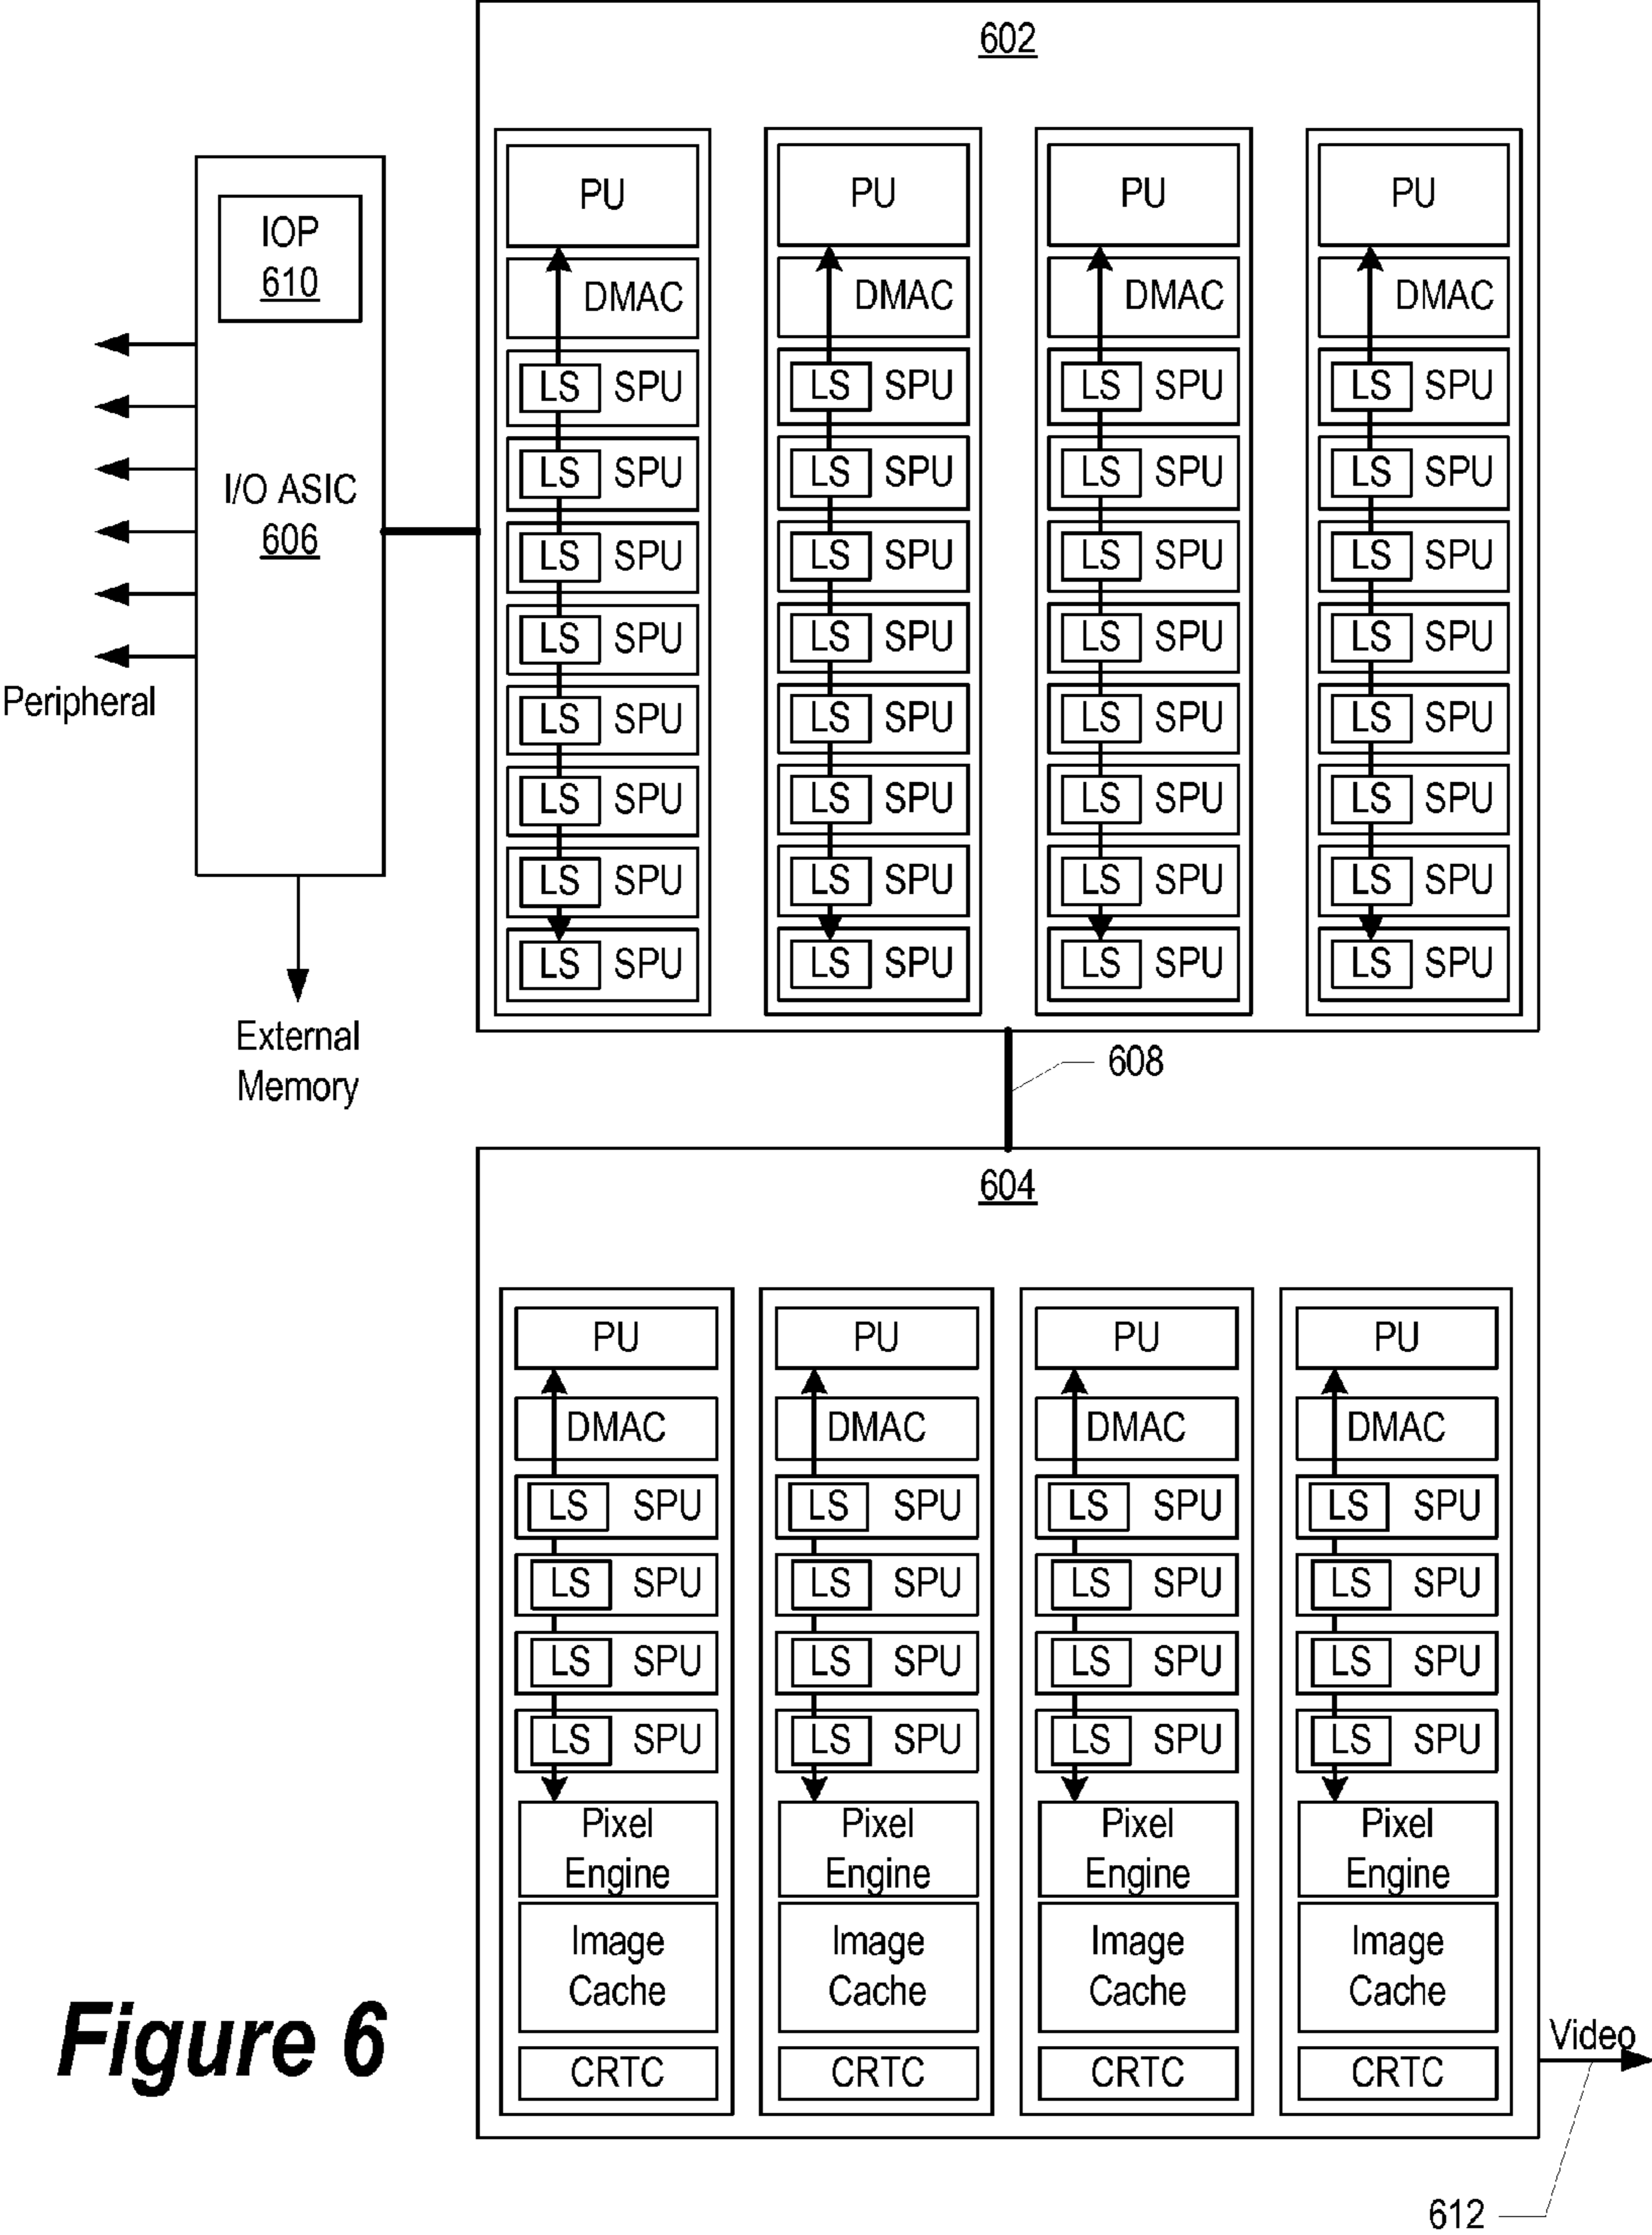 602
PU PU PU PU
IOP
610
DMAC DMAC DMAC DMAC
LS SPU LS SPU LS SPU LS SPU
LS SPU LS SPU LS SPU LS SPU
I/O ASIC
606
LS SPU LS SPU LS SPU LS SPU
LS SPU LS SPU LS SPU LS SPU
Peripheral
LS SPU LS SPU LS SPU LS SPU
LS SPU LS SPU LS SPU LS SPU
LS SPU LS SPU LS SPU LS SPU
LS SPU LS SPU LS SPU LS SPU
External
Memory
608
604
PU PU PU PU
DMAC DMAC DMAC DMAC
LS SPU LS SPU LS SPU LS SPU
LS SPU LS SPU LS SPU LS SPU
LS SPU LS SPU LS SPU LS SPU
LS SPU LS SPU LS SPU LS SPU
Pixel Pixel Pixel Pixel
Engine Engine Engine Engine
Image Image Image Image
Cache Cache Cache Cache
Figure 6
Video
CRTC CRTC CRTC CRTC
612